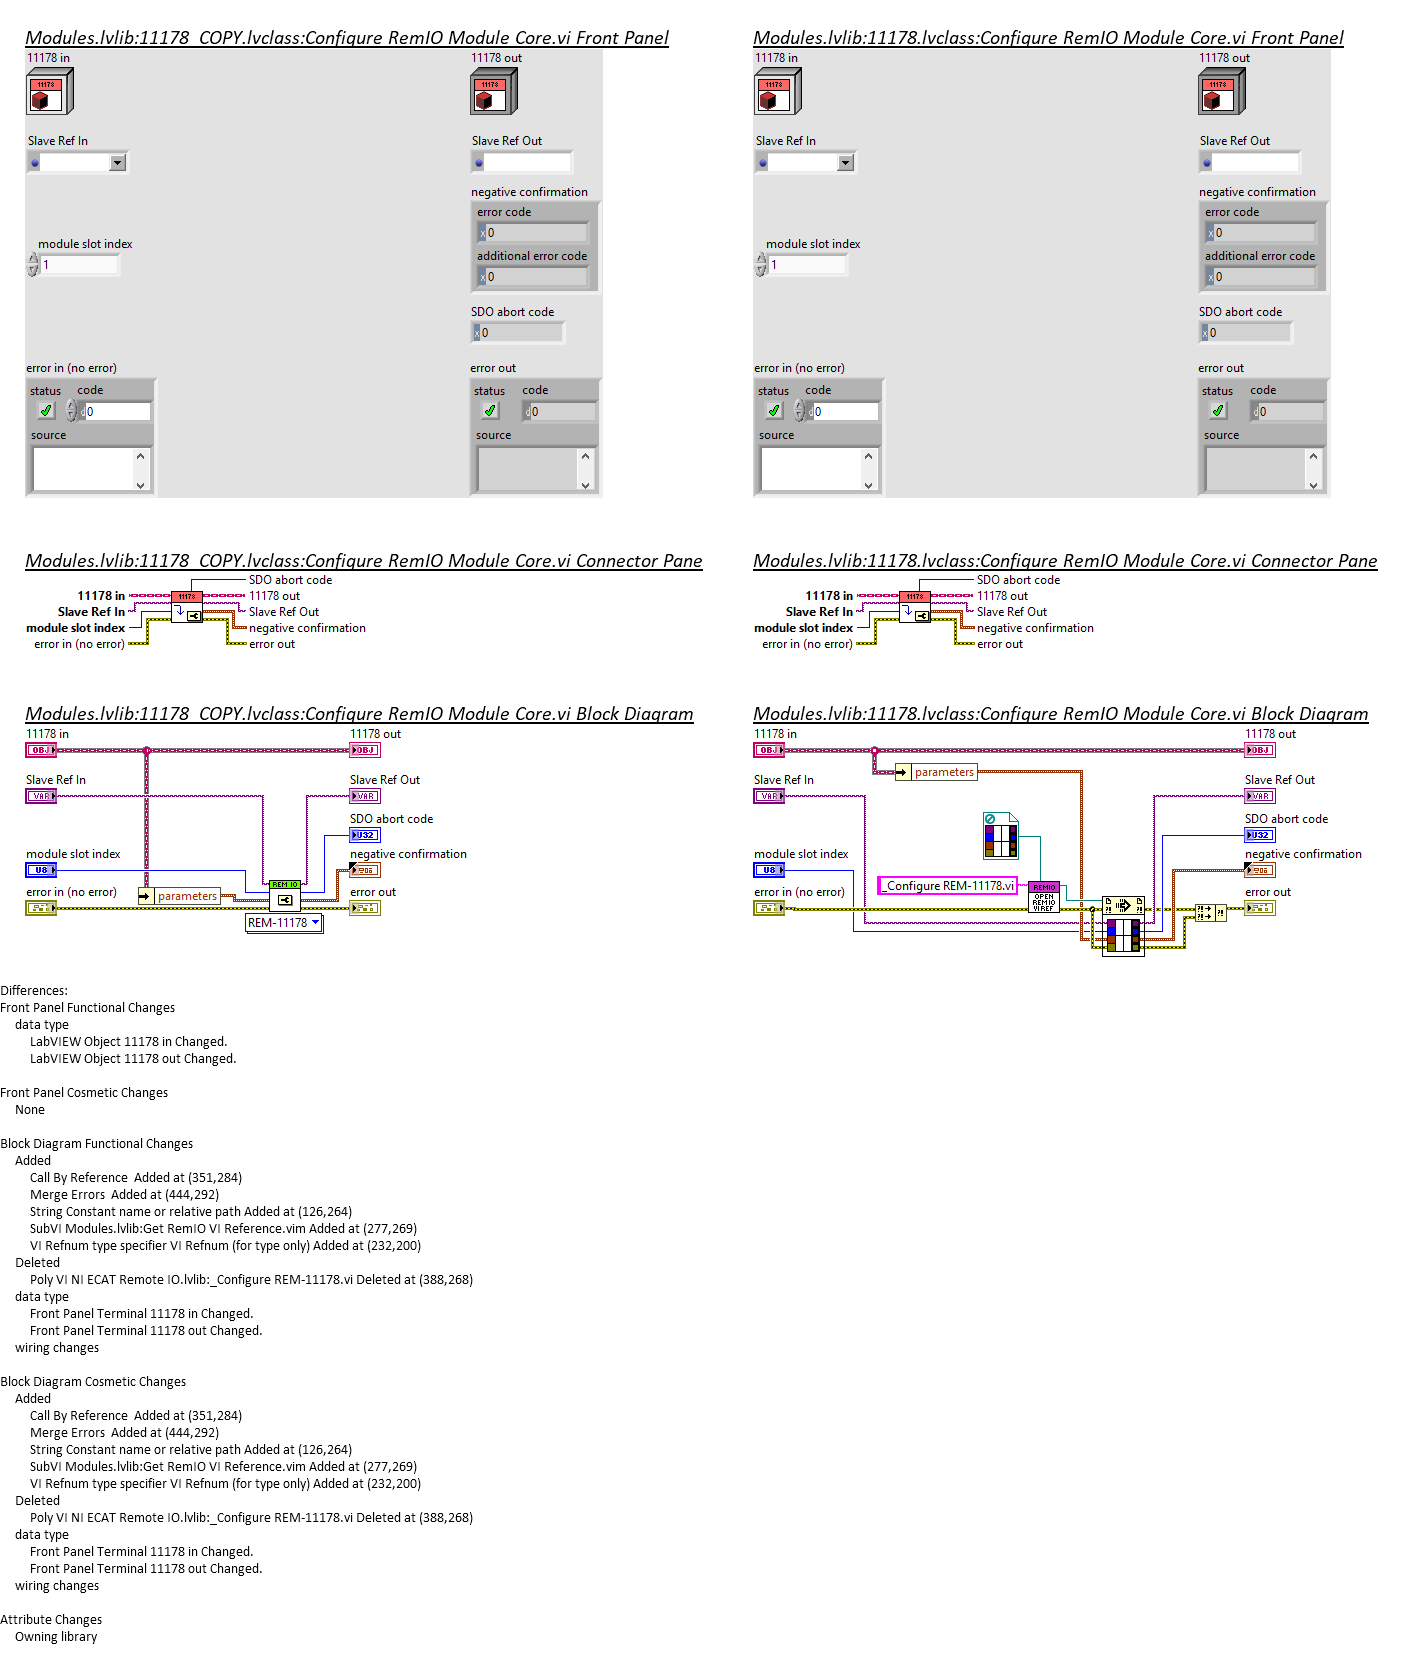 Modules.lvlib:11178_COPY.lvclass:Configure RemIO Module Core.vi Front Panel
11178 in
11178 out
11178
11178
Slave Ref In
Slave Ref Out
negative confirmation
error code
x 0
module slot index
1
additional error code
x 0
SDO abort code
x 0
error in (no error)
error out
status
code
status
code
d 0
d 0
source
source
Modules.lvlib:11178.lvclass:Configure RemIO Module Core.vi Front Panel
11178 in
11178 out
11178
11178
Slave Ref In
Slave Ref Out
negative confirmation
error code
x 0
module slot index
1
additional error code
x 0
SDO abort code
x 0
error in (no error)
error out
status
code
status
code
d 0
d 0
source
source
Modules.lvlib:11178_COPY.lvclass:Configure RemIO Module Core.vi Connector Pane
SDO abort code
11178 in
11178
11178 out
Slave Ref In
Slave Ref Out
module slot index
negative confirmation
error in (no error)
error out
Modules.lvlib:11178.lvclass:Configure RemIO Module Core.vi Connector Pane
SDO abort code
11178 in
11178
11178 out
Slave Ref In
Slave Ref Out
module slot index
negative confirmation
error in (no error)
error out
Modules.lvlib:11178_COPY.lvclass:Configure RemIO Module Core.vi Block Diagram
11178 in
11178 out
OBJ
OBJ
Slave Ref In
Slave Ref Out
VAR
VAR
SDO abort code
U32
module slot index
negative confirmation
U8
error in (no error)
REM IO
error out
parameters
REM-11178
Modules.lvlib:11178.lvclass:Configure RemIO Module Core.vi Block Diagram
11178 in
11178 out
OBJ
OBJ
parameters
Slave Ref In
Slave Ref Out
VAR
VAR
SDO abort code
U32
module slot index
negative confirmation
U8
_Configure REM-11178.vi
REMIO
OPEN
REMIO
VIREF
error in (no error)
error out
Differences:
Front Panel Functional Changes
data type
LabVIEW Object 11178 in Changed.
LabVIEW Object 11178 out Changed.
Front Panel Cosmetic Changes
None
Block Diagram Functional Changes
Added
Call By Reference  Added at (351,284)
Merge Errors  Added at (444,292)
String Constant name or relative path Added at (126,264)
SubVI Modules.lvlib:Get RemIO VI Reference.vim Added at (277,269)
VI Refnum type specifier VI Refnum (for type only) Added at (232,200)
Deleted
Poly VI NI ECAT Remote IO.lvlib:_Configure REM-11178.vi Deleted at (388,268)
data type
Front Panel Terminal 11178 in Changed.
Front Panel Terminal 11178 out Changed.
wiring changes
Block Diagram Cosmetic Changes
Added
Call By Reference  Added at (351,284)
Merge Errors  Added at (444,292)
String Constant name or relative path Added at (126,264)
SubVI Modules.lvlib:Get RemIO VI Reference.vim Added at (277,269)
VI Refnum type specifier VI Refnum (for type only) Added at (232,200)
Deleted
Poly VI NI ECAT Remote IO.lvlib:_Configure REM-11178.vi Deleted at (388,268)
data type
Front Panel Terminal 11178 in Changed.
Front Panel Terminal 11178 out Changed.
wiring changes
Attribute Changes
Owning library